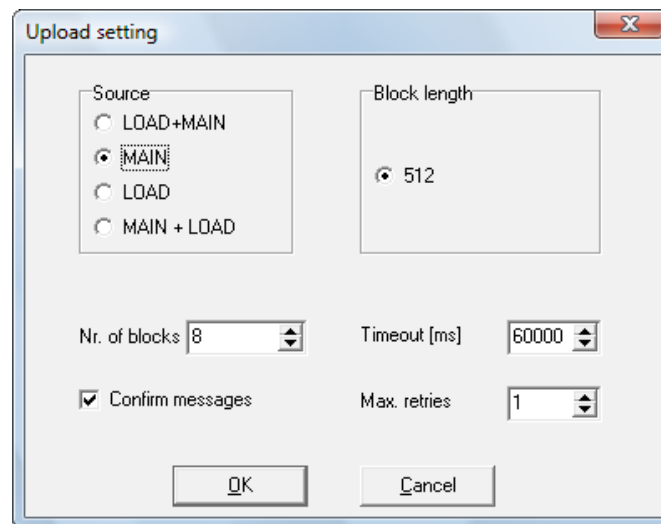 Upload setting
Source
LOAD+MAIN
MAIN
LOAD
MAIN + LOAD
Block length
512
Nr. of blocks 8
Timeout [ms] 60000
Confirm messages
Max. retries 1
OK
Cancel